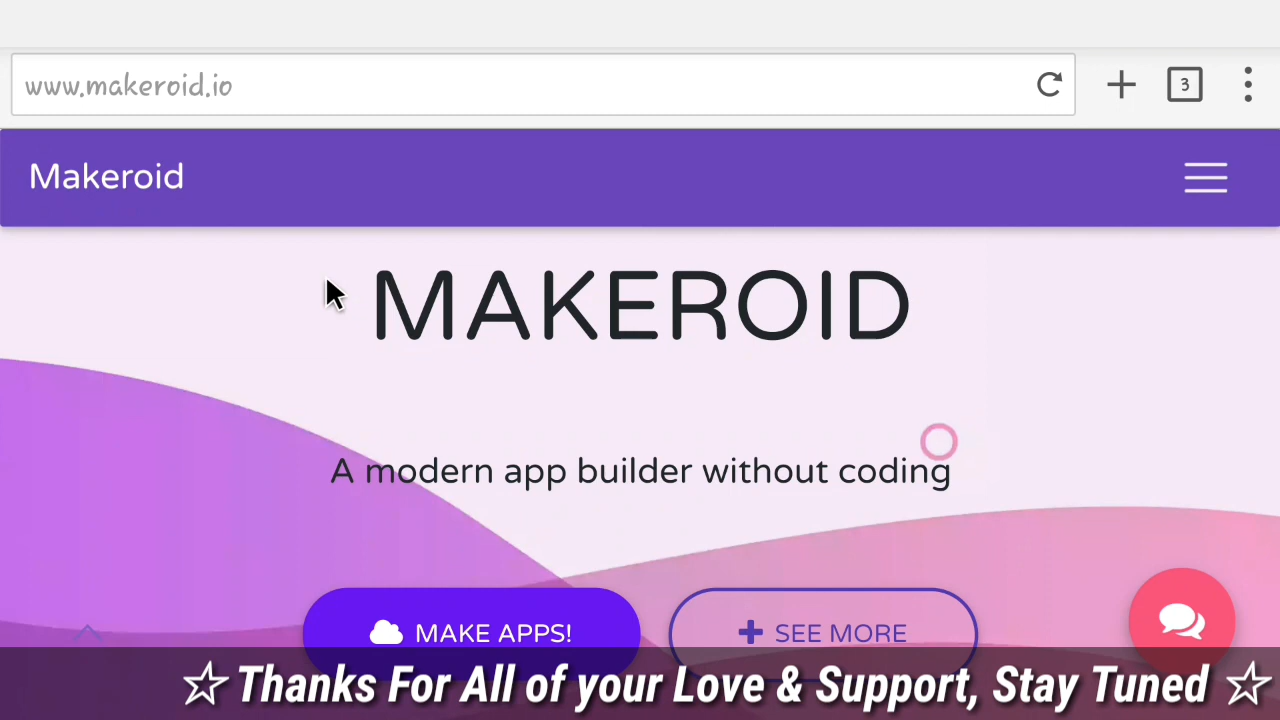 www.makeroid.io
3
Makeroid
MAKEROID
A modern app builder without coding
MAKE APPS!
SEE MORE
☆ Thanks For All of your Love & Support, Stay Tuned ☆